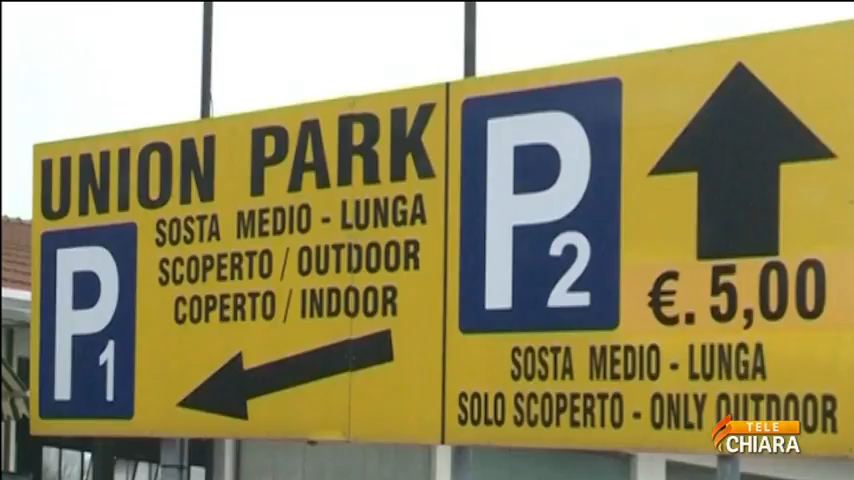 UNION PARK
P1
SOSTA MEDIO - LUNGA
SCOPERTO / OUTDOOR
COPERTO / INDOOR
P2
€. 5,00
SOSTA MEDIO - LUNGA
SOLO SCOPERTO - ONLY OUTDOOR
TELE
CHIARA